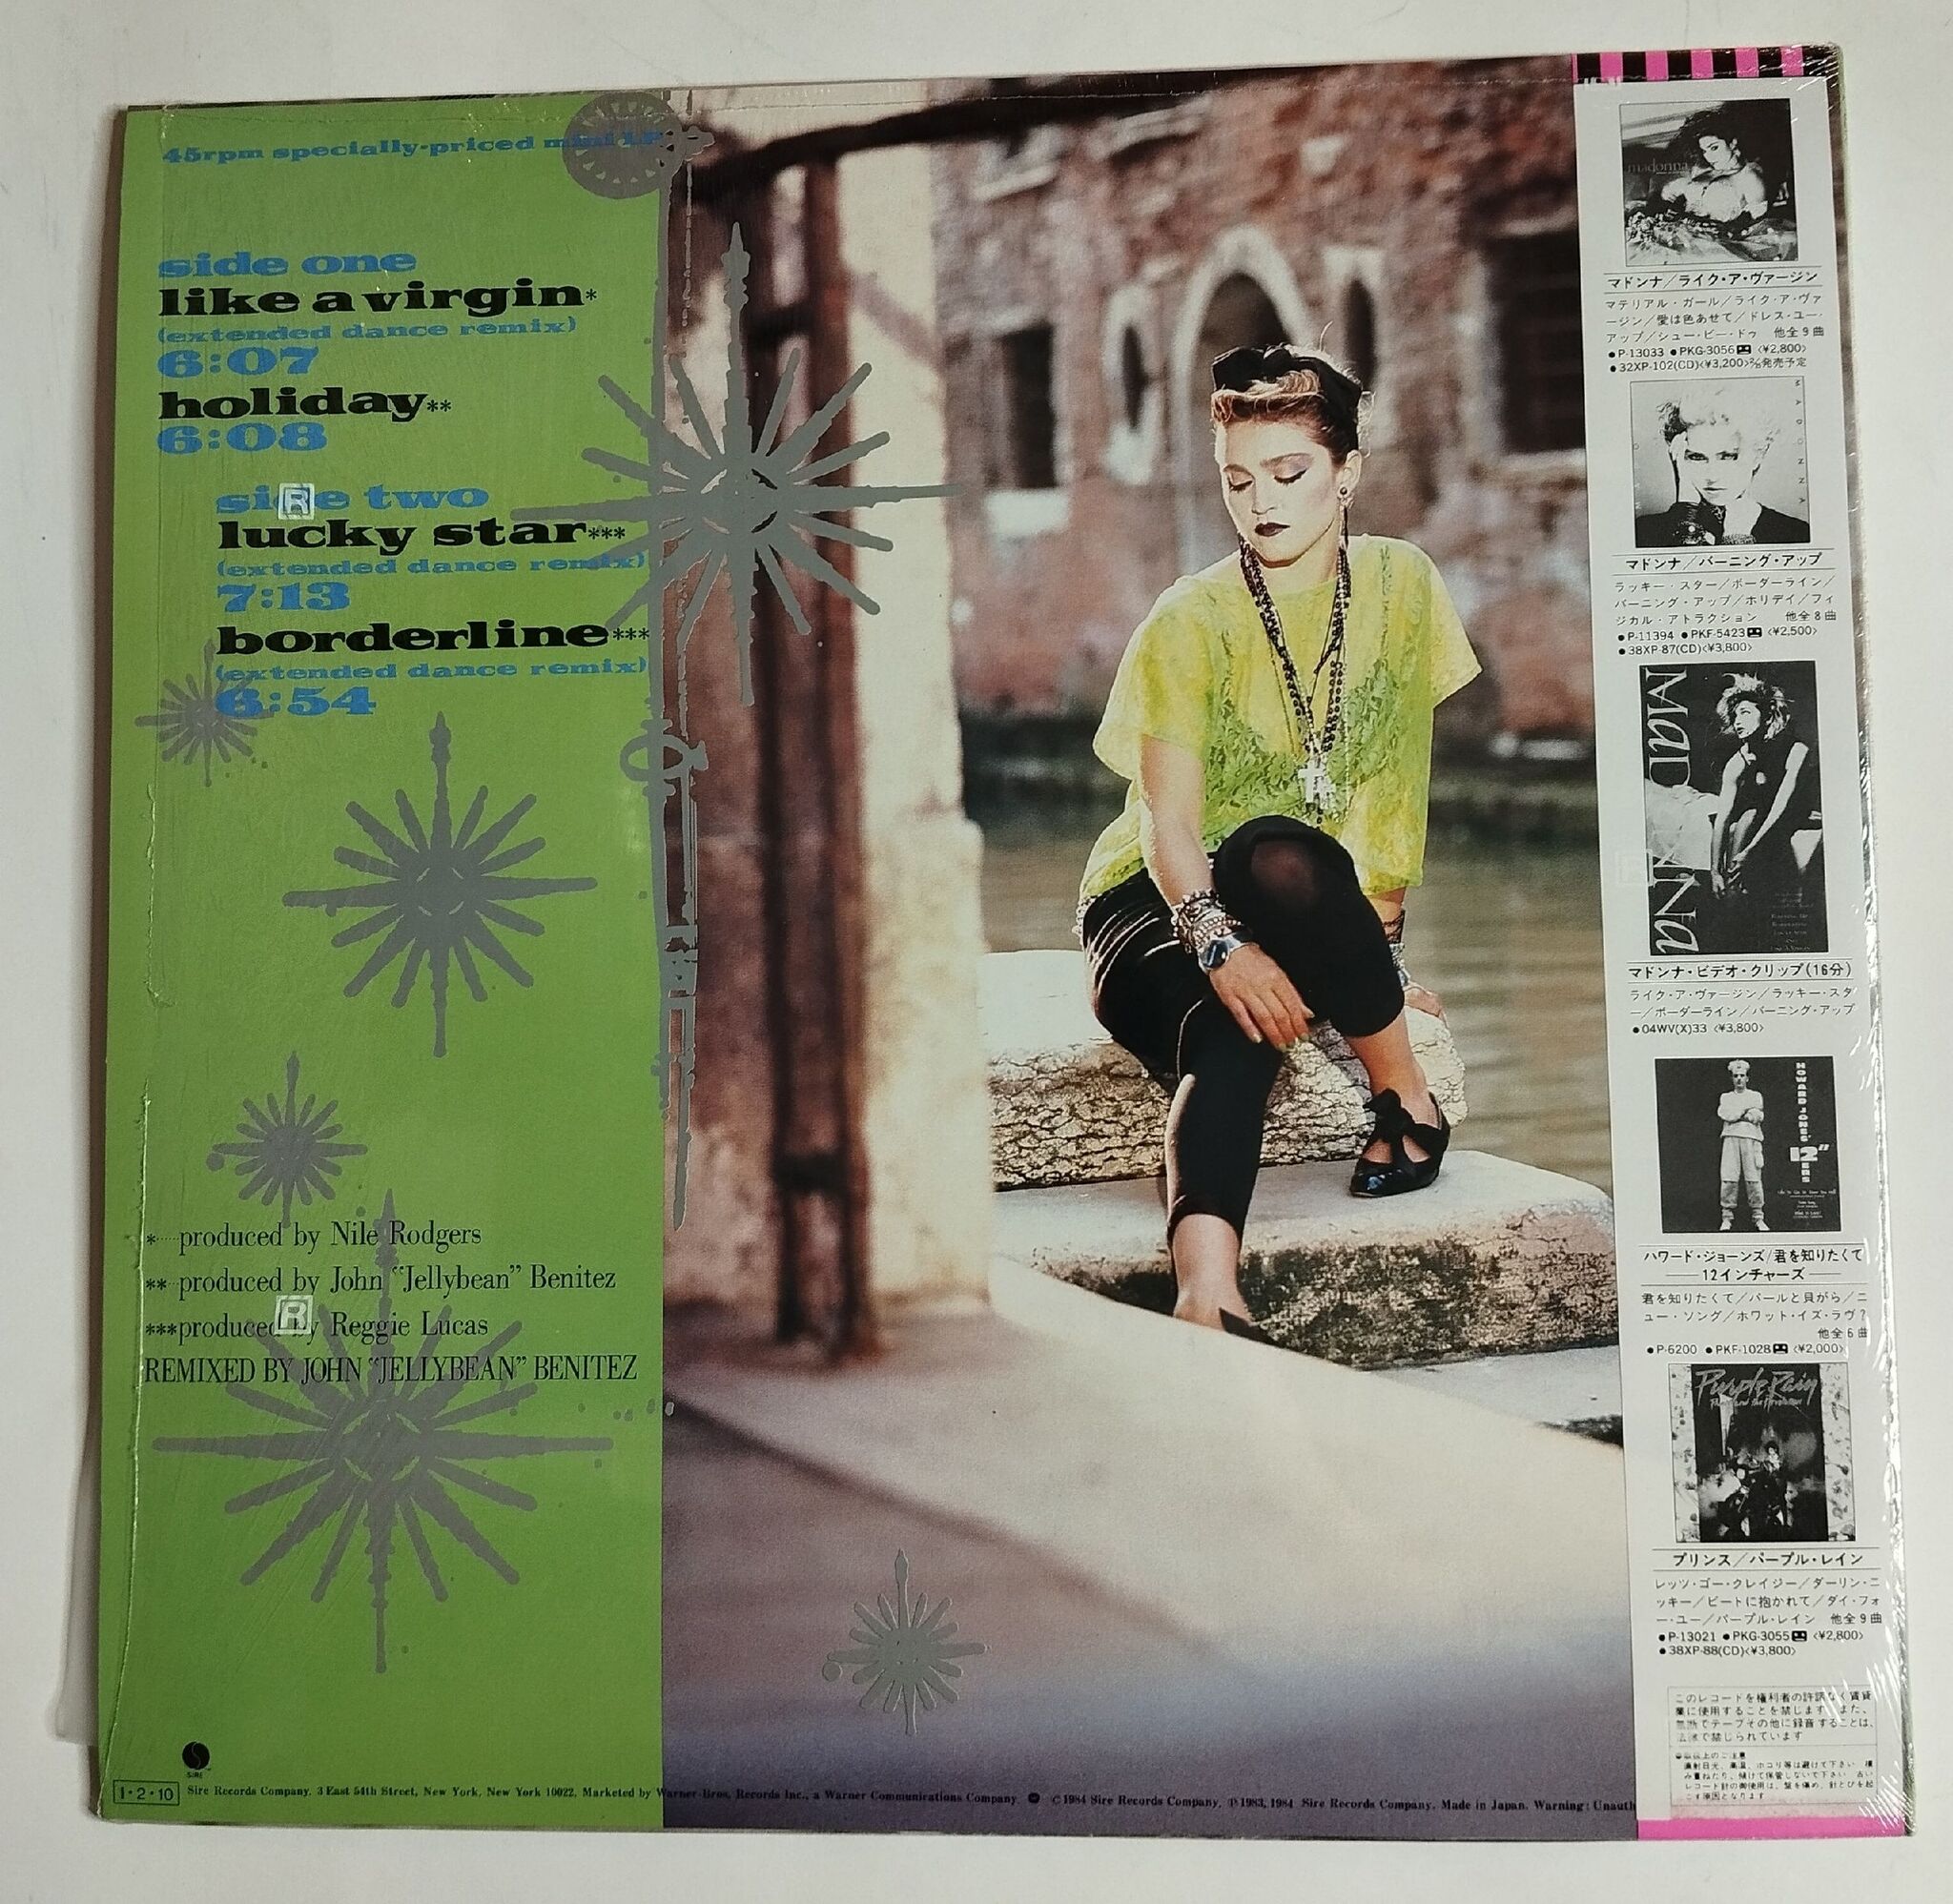 45rpm specially-priced mini LP
side one
like a virgin*
(extended dance remix)
6:07
holiday**
6:08
side two
R
lucky star***
(extended dance remix)
7:13
borderline***
(extended dance remix)
6:54
* produced by Nile Rodgers
** produced by John "Jellybean" Benitez
***produced by Reggie Lucas
R
REMIXED BY JOHN "JELLYBEAN" BENITEZ
SIRE
1・2・10
Sire Records Company, 3 East 54th Street, New York, New York 10022, Marketed by Warner Bros. Records Inc., a Warner Communications Company. © 1984 Sire Records Company, ℗ 1983, 1984 Sire Records Company. Made in Japan. Warning: Unauth
madonna
マドンナ/ライク・ア・ヴァージン
マテリアル・ガール/ライク・ア・ヴァ
ージン/愛は色あせて/ドレス・ユー・
アップ/シュー・ビー・ドゥ 他全9曲
●P-13033 ●PKG-3056 〈¥2,800〉
●32XP-102(CD)〈¥3,200〉 発売予定
MADONNA
マドンナ/バーニング・アップ
ラッキー・スター/ボーダーライン/
バーニング・アップ/ホリデイ/フィ
ジカル・アトラクション 他全8曲
●P-11394 ●PKF-5423 〈¥2,500〉
●38XP-87(CD)〈¥3,800〉
MADONNA
マドンナ・ビデオ・クリップ(16分)
ライク・ア・ヴァージン/ラッキー・スタ
ー/ボーダーライン/バーニング・アップ
●04WV(X)33 〈¥3,800〉
HOWARD JONES'
12"ERS
ハワード・ジョーンズ/君を知りたくて
―12インチャーズ―
君を知りたくて/パールと貝がら/ニ
ュー・ソング/ホワット・イズ・ラヴ?
他全6曲
●P-6200 ●PKF-1028 〈¥2,000〉
Purple Rain
プリンス/パープル・レイン
レッツ・ゴー・クレイジー/ダーリン・ニ
ッキー/ビートに抱かれて/ダイ・フォ
ー・ユー/パープル・レイン 他全9曲
●P-13021 ●PKG-3055 〈¥2,800〉
●38XP-88(CD)〈¥3,800〉
このレコードを権利者の許諾なく賃貸
業に使用することを禁じます。また、
無断でテープその他に録音することは、
法律で禁じられています